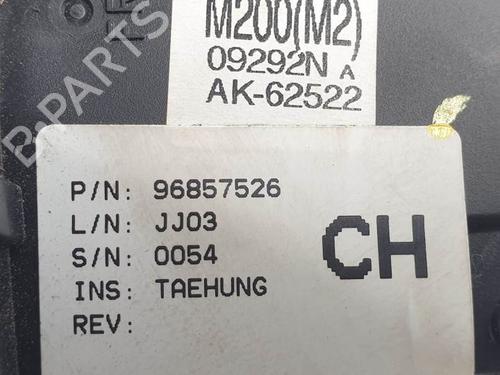 M200(M2)
09292N A
AK-62522
P/N: 96857526
L/N: JJ03
S/N: 0054
INS: TAEHUNG
REV:
CH
B-PARTS